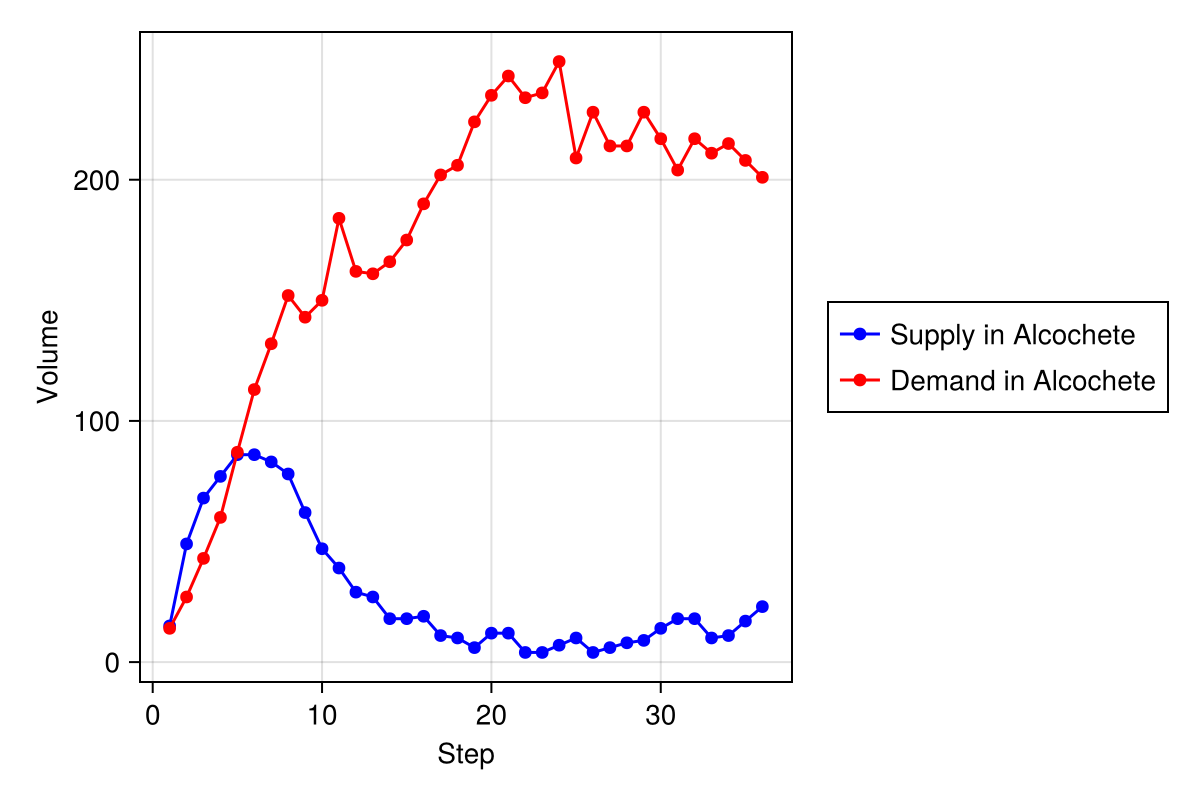 200
100
0
Volume
0 10 20 30
Step
Supply in Alcochete
Demand in Alcochete